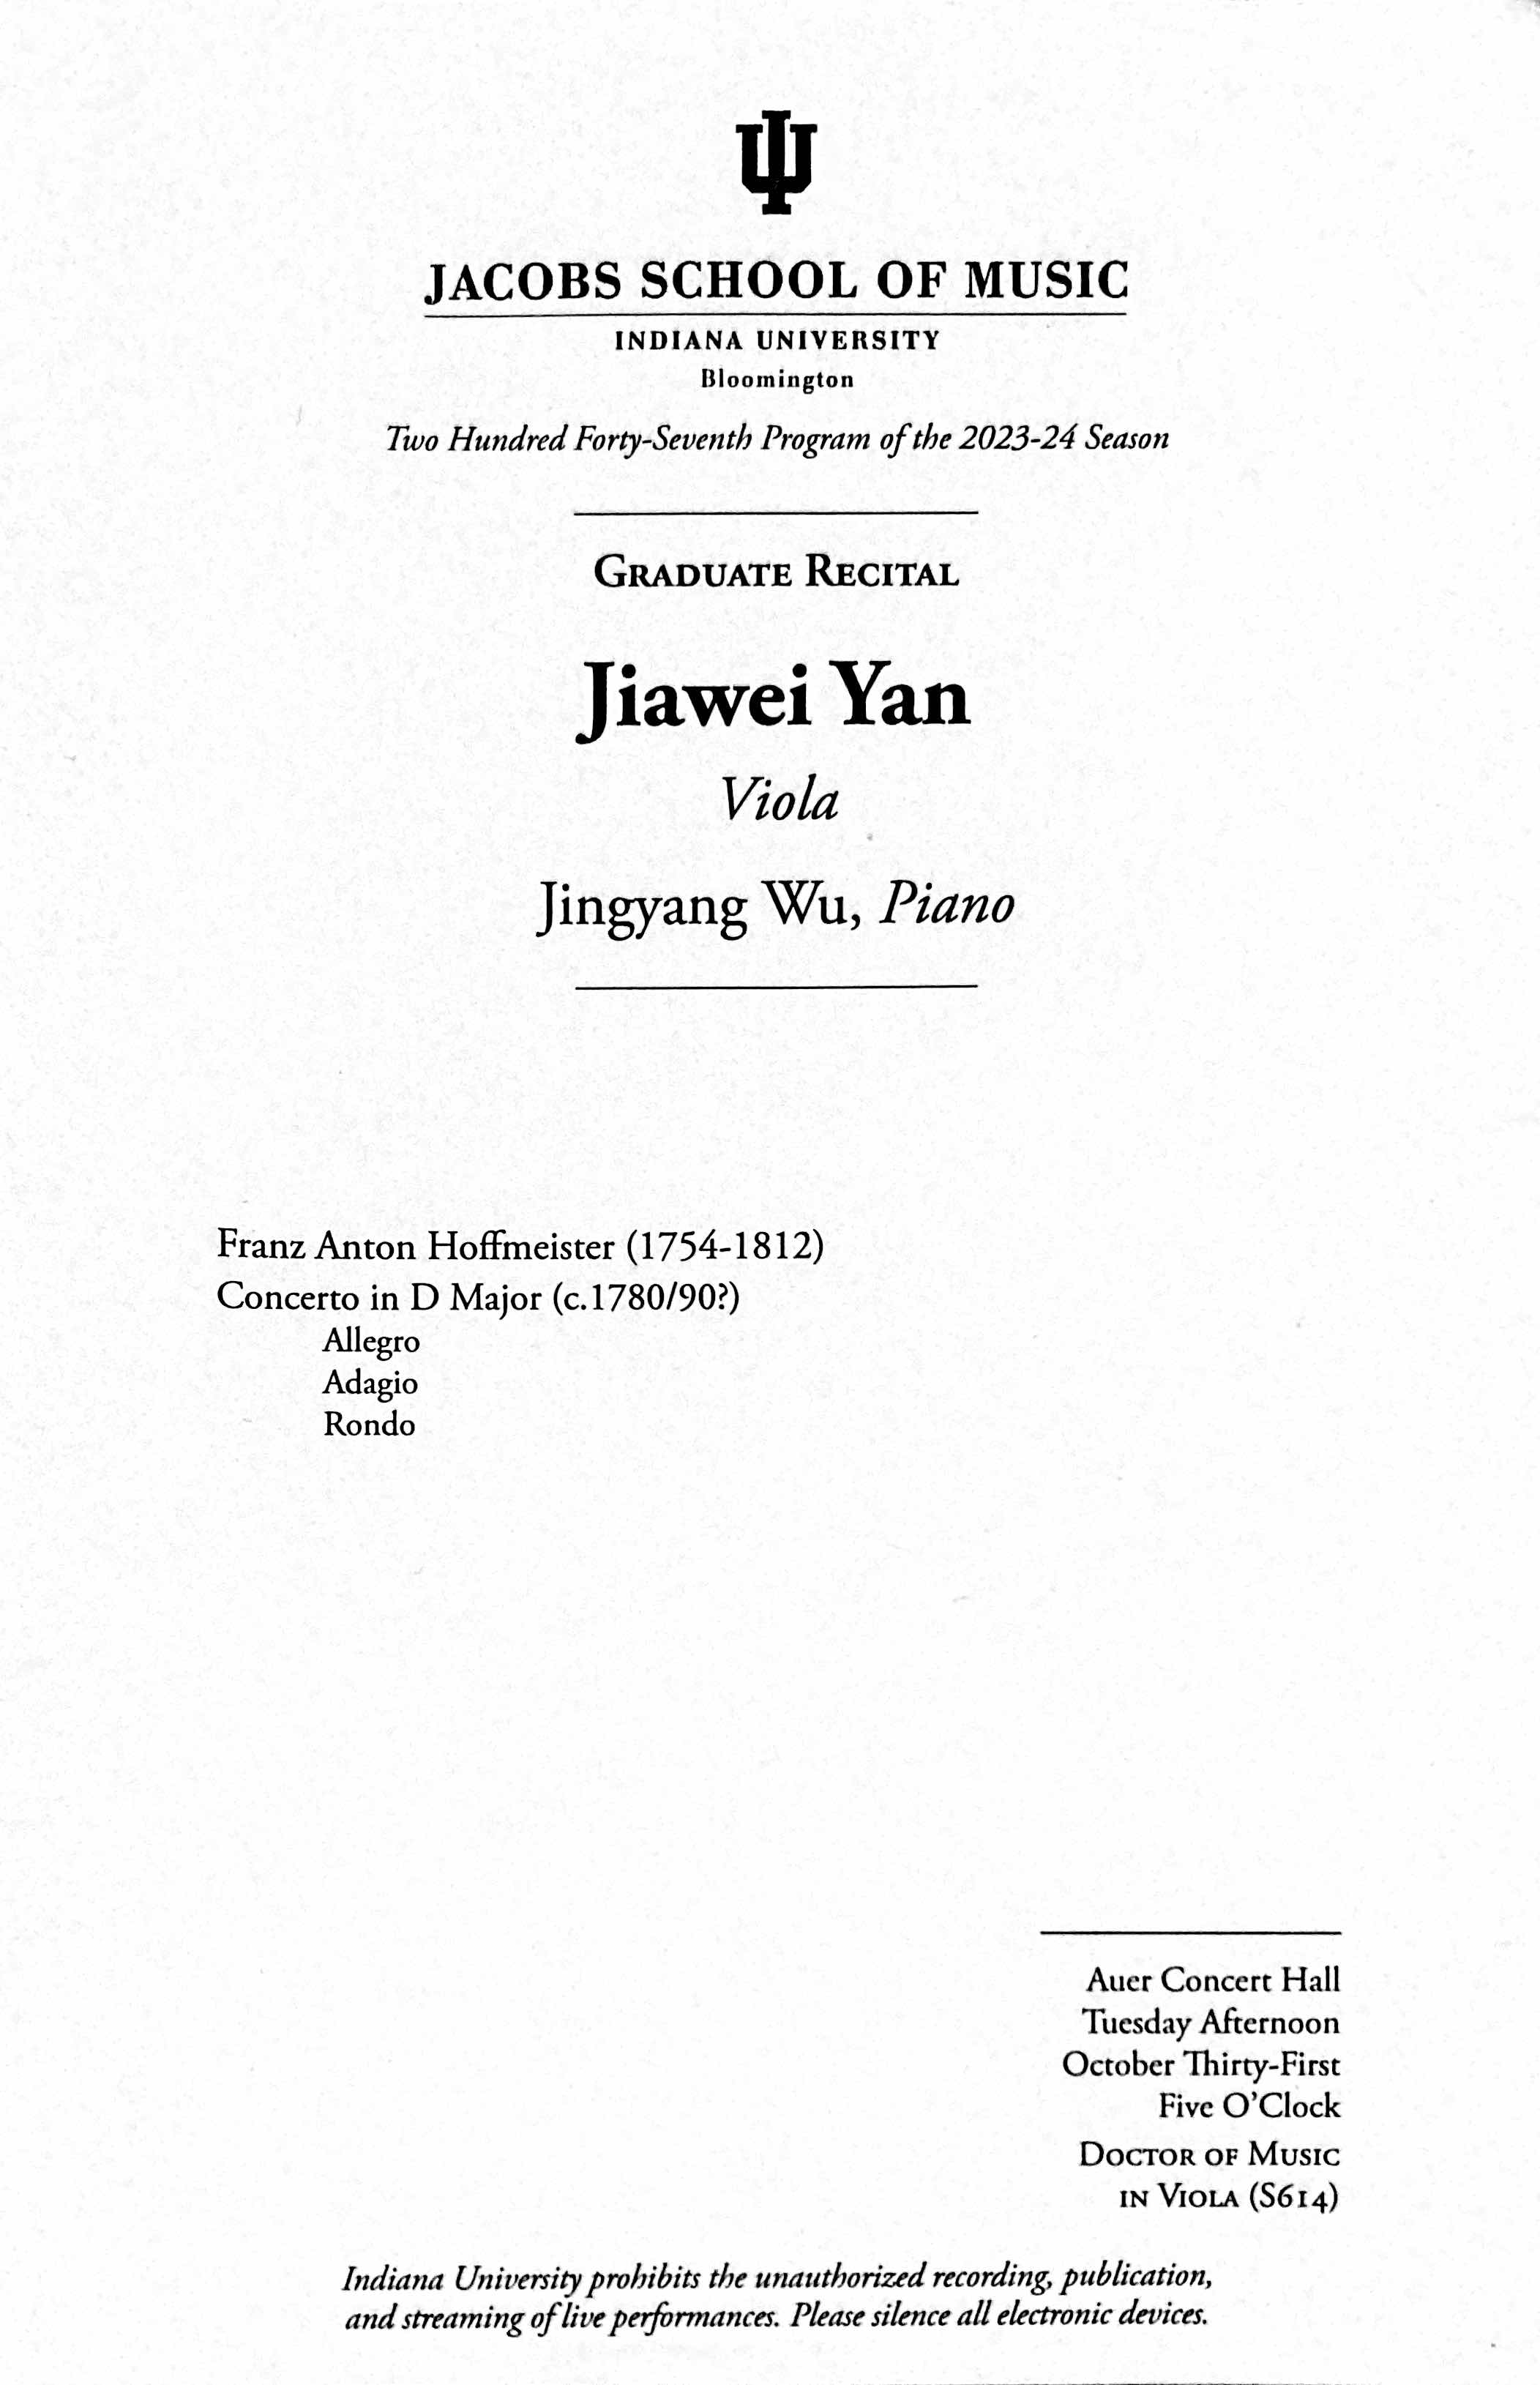 IU
JACOBS SCHOOL OF MUSIC
INDIANA UNIVERSITY
Bloomington
Two Hundred Forty-Seventh Program of the 2023-24 Season
GRADUATE RECITAL
Jiawei Yan
Viola
Jingyang Wu, Piano
Franz Anton Hoffmeister (1754-1812)
Concerto in D Major (c.1780/90?)
Allegro
Adagio
Rondo
Auer Concert Hall
Tuesday Afternoon
October Thirty-First
Five O'Clock
DOCTOR OF MUSIC
IN VIOLA (S614)
Indiana University prohibits the unauthorized recording, publication,
and streaming of live performances. Please silence all electronic devices.